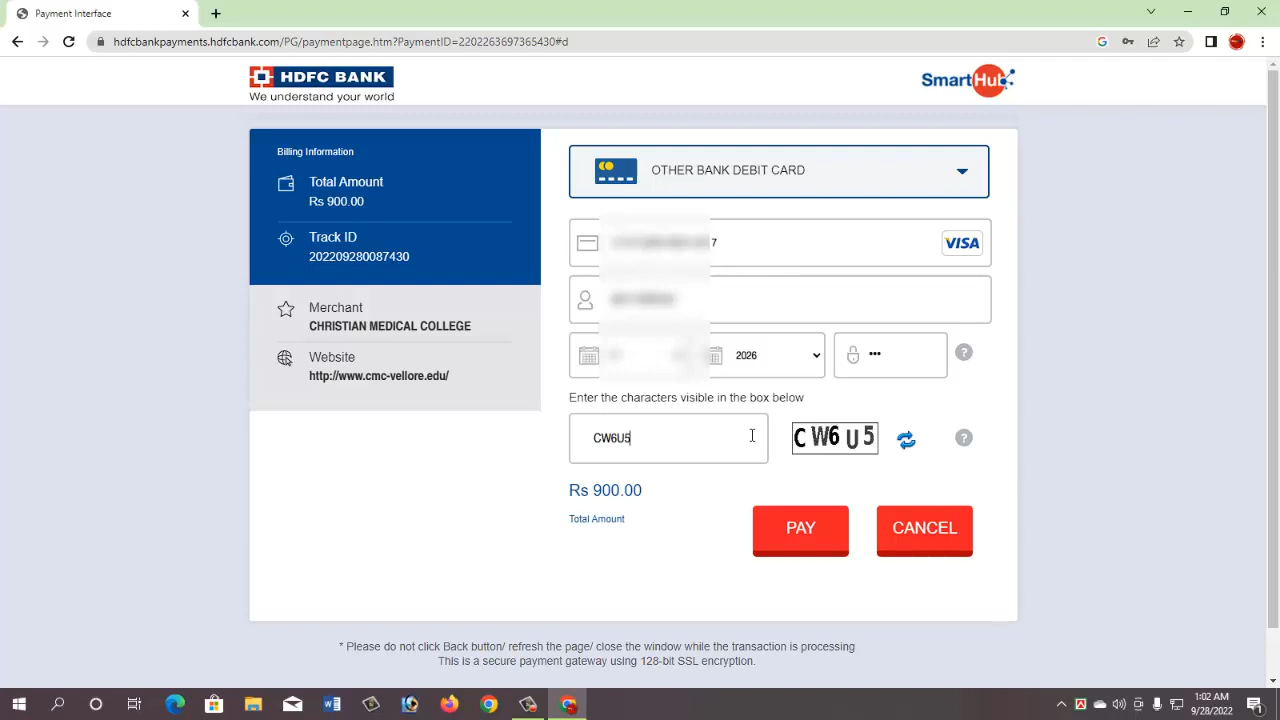 Payment Interface
hdfcbankpayments.hdfcbank.com/PG/paymentpage.htm?PaymentID=2202263697365430#d
HDFC BANK
We understand your world
SmartHub
Billing Information
Total Amount
Rs 900.00
Track ID
202209280087430
Merchant
CHRISTIAN MEDICAL COLLEGE
Website
http://www.cmc-vellore.edu/
OTHER BANK DEBIT CARD
7
VISA
2026
•••
?
Enter the characters visible in the box below
CW6U5
C W6 U 5
?
Rs 900.00
Total Amount
PAY
CANCEL
* Please do not click Back button/ refresh the page/ close the window while the transaction is processing
This is a secure payment gateway using 128-bit SSL encryption.
1:02 AM
9/28/2022